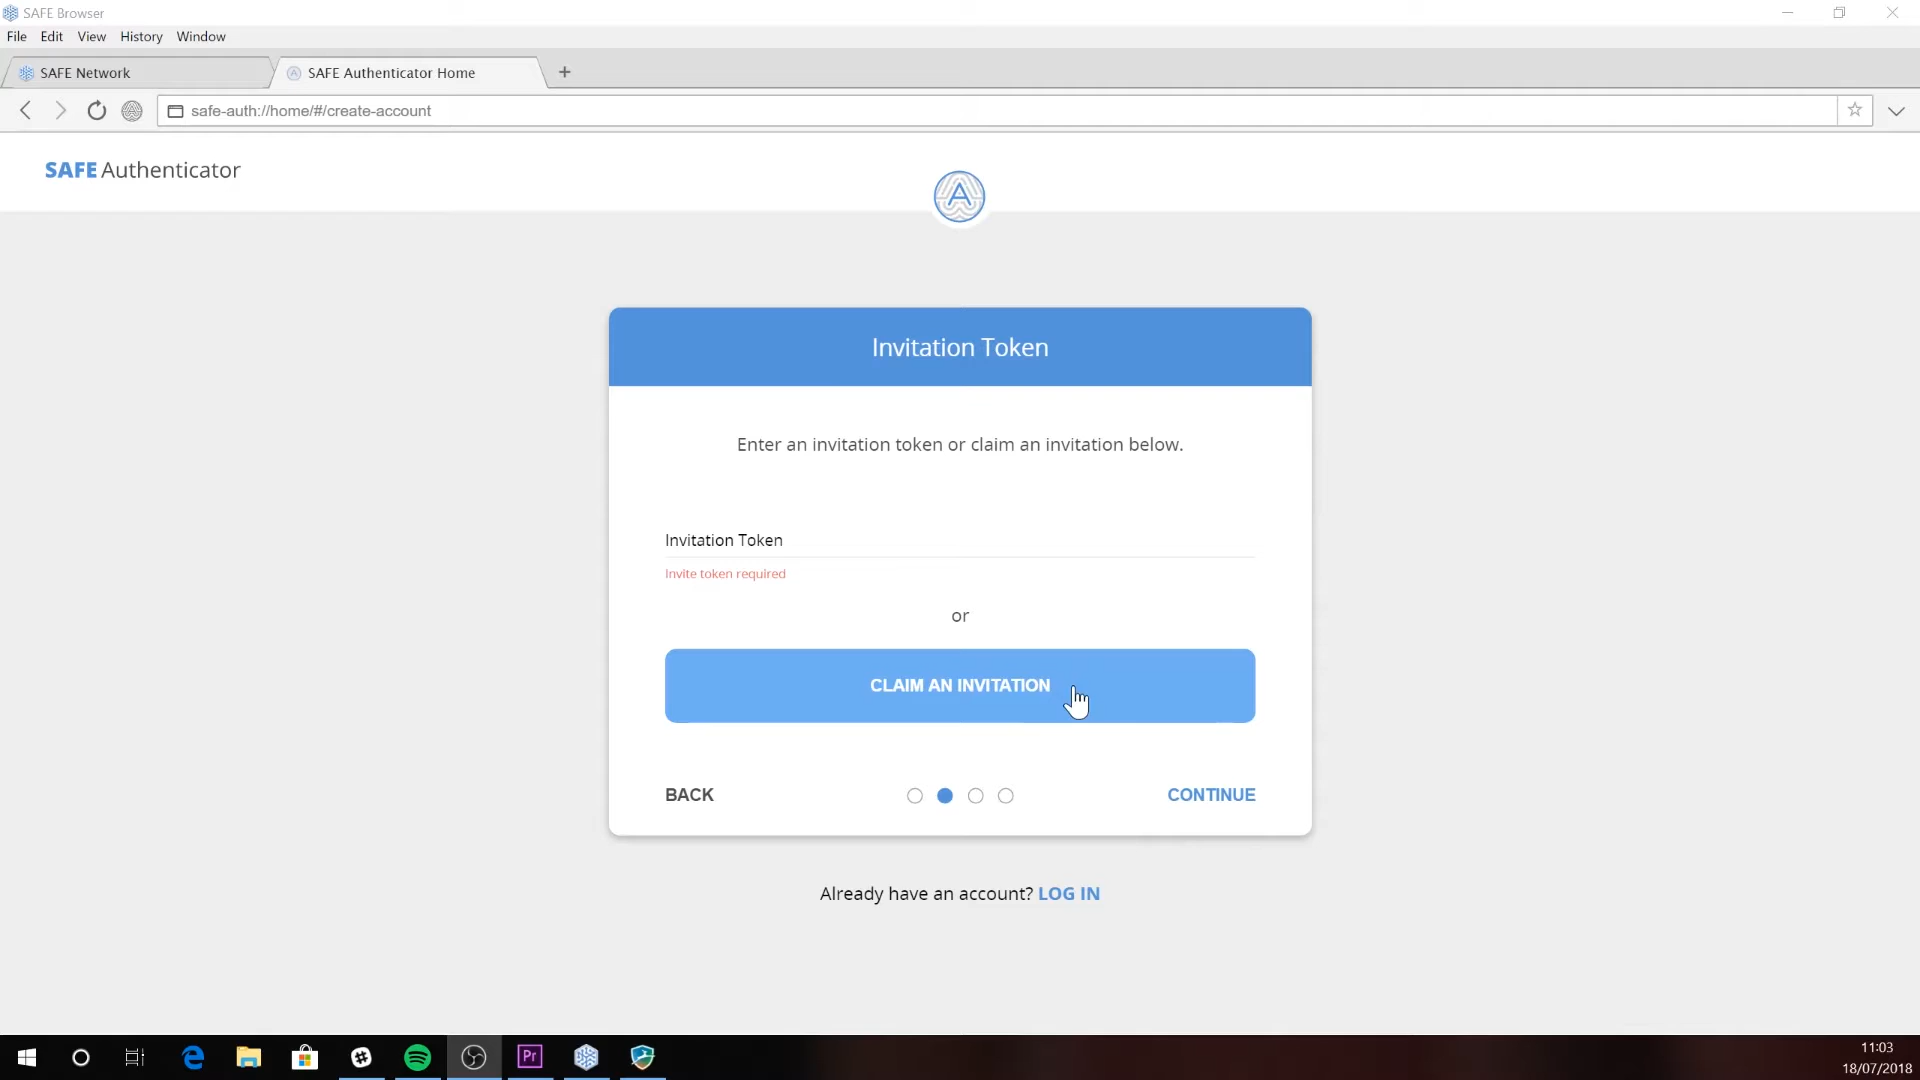 SAFE Browser
File Edit View History Window
SAFE Network
SAFE Authenticator Home
safe-auth://home/#/create-account
SAFE Authenticator
A
Invitation Token
Enter an invitation token or claim an invitation below.
Invitation Token
Invite token required
or
CLAIM AN INVITATION
BACK
CONTINUE
Already have an account? LOG IN
Pr
11:03
18/07/2018